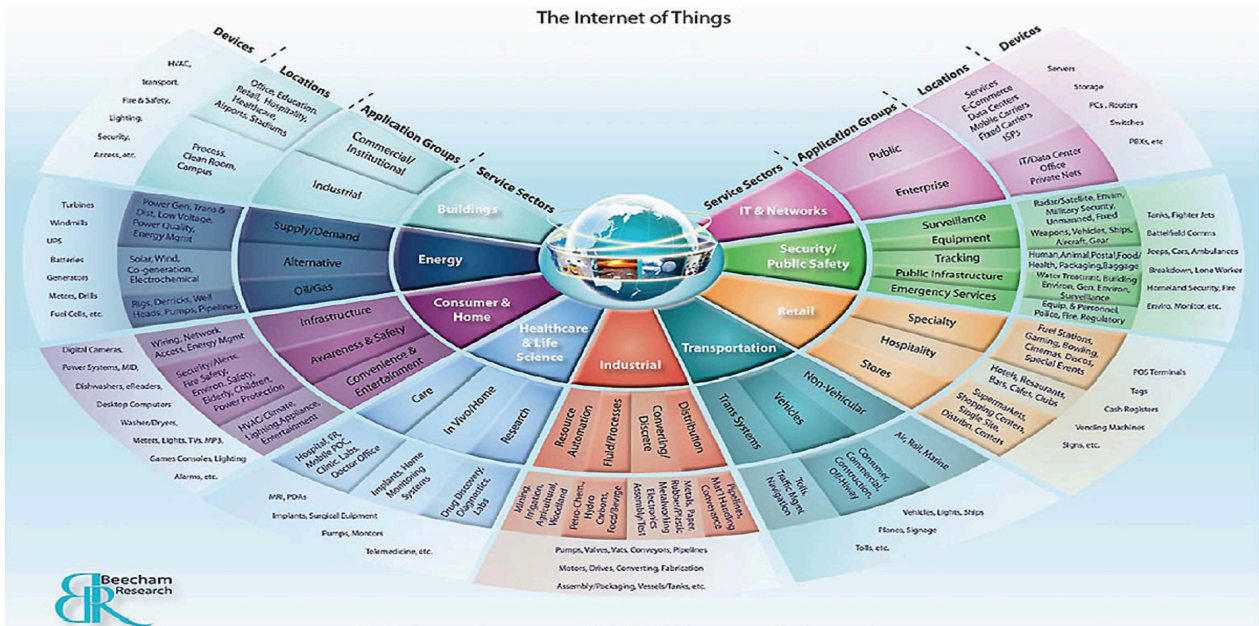 The Internet of Things
Devices
Locations
Application Groups
Service Sectors
HVAC,
Transport,
Fire & Safety,
Lighting,
Security,
Access, etc.
Office, Education,
Retail, Hospitality,
Healthcare,
Airports, Stadiums
Process,
Clean Room,
Campus
Commercial/
Institutional
Industrial
Buildings
Turbines
Windmills
UPS
Batteries
Generators
Meters, Drills
Fuel Cells, etc.
Power Gen, Trans &
Dist, Low Voltage,
Power Quality,
Energy Mgmt
Solar, Wind,
Co-generation,
Electrochemical
Rigs, Derricks, Well
Heads, Pumps, Pipelines
Supply/Demand
Alternative
Oil/Gas
Energy
Digital Cameras,
Power Systems, MID,
Dishwashers, eReaders,
Desktop Computers
Washer/Dryers,
Meters, Lights, TVs, MP3,
Games Consoles, Lighting
Alarms, etc.
Wiring, Network
Access, Energy Mgmt
Security/Alerts,
Fire Safety,
Environ. Safety,
Elderly, Children,
Power Protection
HVAC/Climate,
Lighting, Appliance,
Entertainment
Infrastructure
Awareness & Safety
Convenience &
Entertainment
Consumer &
Home
MRI, PDAs
Implants, Surgical Euipment
Pumps, Monitors
Telemedicine, etc.
Hospital, ER,
Mobile POC,
Clinic, Labs,
Doctor Office
Implants, Home
Monitoring
Systems
Drug Discovery,
Diagnostics,
Labs
Care
In Vivo/Home
Research
Healthcare
& Life
Science
Industrial
Resource
Automation
Fluid/Processes
Converting/
Discrete
Distribution
Mining,
Irrigation,
Agricultural,
Woodland
Petro-Chem,
Hydro
Carbons,
Food/Bevrge
Metals, Paper,
Rubber/Plastic
Metalworking
Electronics
Assembly/Test
Pipelines,
Mat'l Handing
Conveyance
Pumps, Valves, Vats, Conveyors, Pipelines
Motors, Drives, Converting, Fabrication
Assembly/Packaging, Vessels/Tanks, etc.
Transportation
Trans Systems
Vehicles
Non-Vehicular
Tolls,
Traffic Mgmt
Navigation
Consumer,
Commercial,
Construction,
Off-Hiway
Air, Rail, Marine
Vehicles, Lights, Ships
Planes, Signage
Tolls, etc.
Retail
Specialty
Hospitality
Stores
Fuel Stations,
Gaming, Bowling,
Cinemas, Discos,
Special Events
Hotels, Resaurants,
Bars, Cafes, Clubs
Supermarkets,
Shopping Centers,
Single Site,
Distribn. Centers
POS Terminals
Tags
Cash Registers
Vending Machines
Signs, etc.
Security/
Public Safety
Surveillance
Equipment
Tracking
Public Infrastructure
Emergency Services
Radar/Satellite, Environ,
Military Security,
Unmanned, Fixed
Weapons, Vehicles, Ships,
Aircraft, Gear
Human, Animal, Postal, Food/
Health, Packaging, Baggage
Water Treatment, Building
Environ, Gen. Environ,
Surveillance
Equip. & Personnel,
Police, Fire, Regulatory
Tanks, Fighter Jets
Battlefield Comms
Jeeps, Cars, Ambulances
Breakdown, Lone Worker
Homeland Security, Fire
Enviro. Monitor, etc.
IT & Networks
Public
Enterprise
Services
E-Commerce
Data Centers
Mobile Carriers
Fixed Carriers
ISPs
IT/Data Center
Office
Private Nets
Servers
Storage
PCs, Routers
Switches
PBXs, etc
Service Sectors
Application Groups
Locations
Devices
BR
Beecham
Research